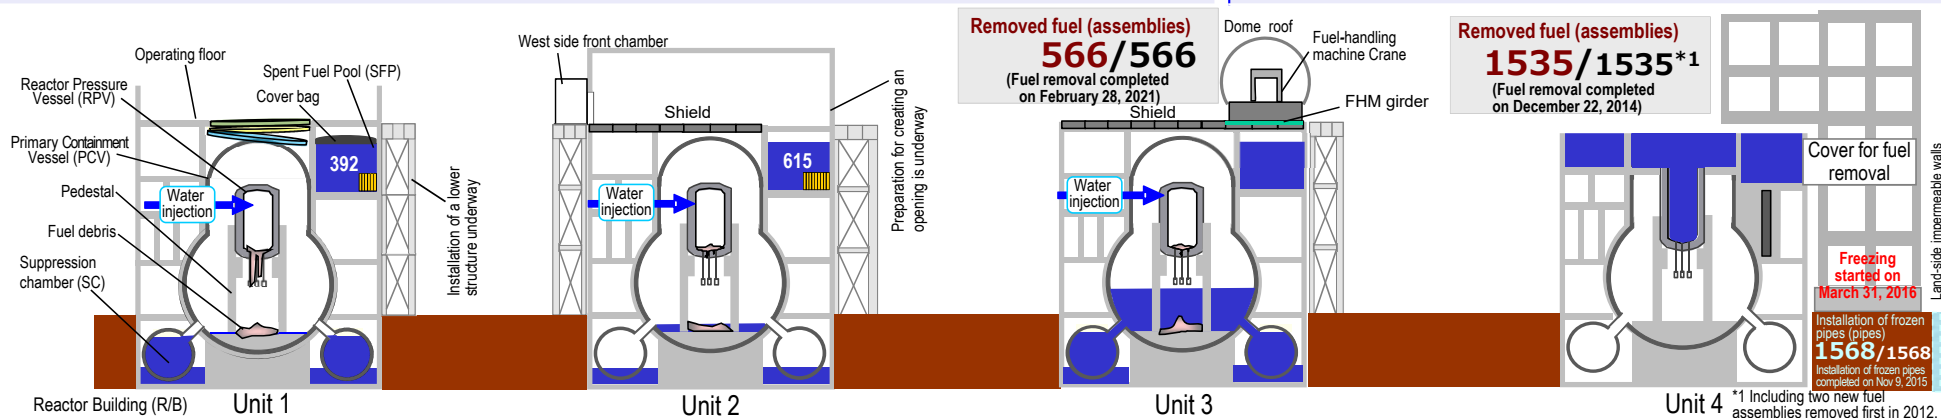 Operating floor
Reactor Pressure
Vessel (RPV)
Spent Fuel Pool (SFP)
Cover bag
Primary Containment
Vessel (PCV)
392
Pedestal
Water
injection
Fuel debris
Suppression
chamber (SC)
Installation of a lower
structure underway
Reactor Building (R/B)
Unit 1
West side front chamber
Shield
615
Water
injection
Preparation for creating an
opening is underway
Unit 2
Removed fuel (assemblies)
566/566
(Fuel removal completed
on February 28, 2021)
Dome roof
Fuel-handling
machine Crane
FHM girder
Shield
Water
injection
Unit 3
Removed fuel (assemblies)
1535/1535*1
(Fuel removal completed
on December 22, 2014)
Cover for fuel
removal
Land-side impermeable walls
Freezing
started on
March 31, 2016
Installation of frozen
pipes (pipes)
1568/1568
Installation of frozen pipes
completed on Nov 9, 2015
Unit 4
*1 Including two new fuel
assemblies removed first in 2012.